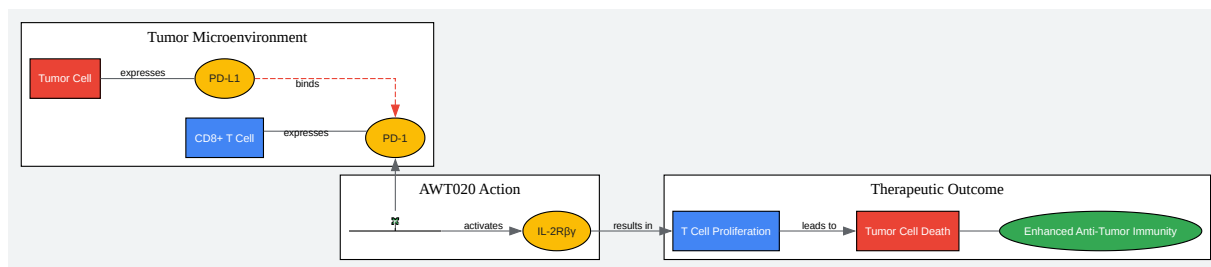 Tumor Microenvironment
Tumor Cell
expresses
PD-L1
binds
CD8+ T Cell
expresses
PD-1
AWT020 Action
activates
IL-2Rβγ
results in
Therapeutic Outcome
T Cell Proliferation
leads to
Tumor Cell Death
Enhanced Anti-Tumor Immunity